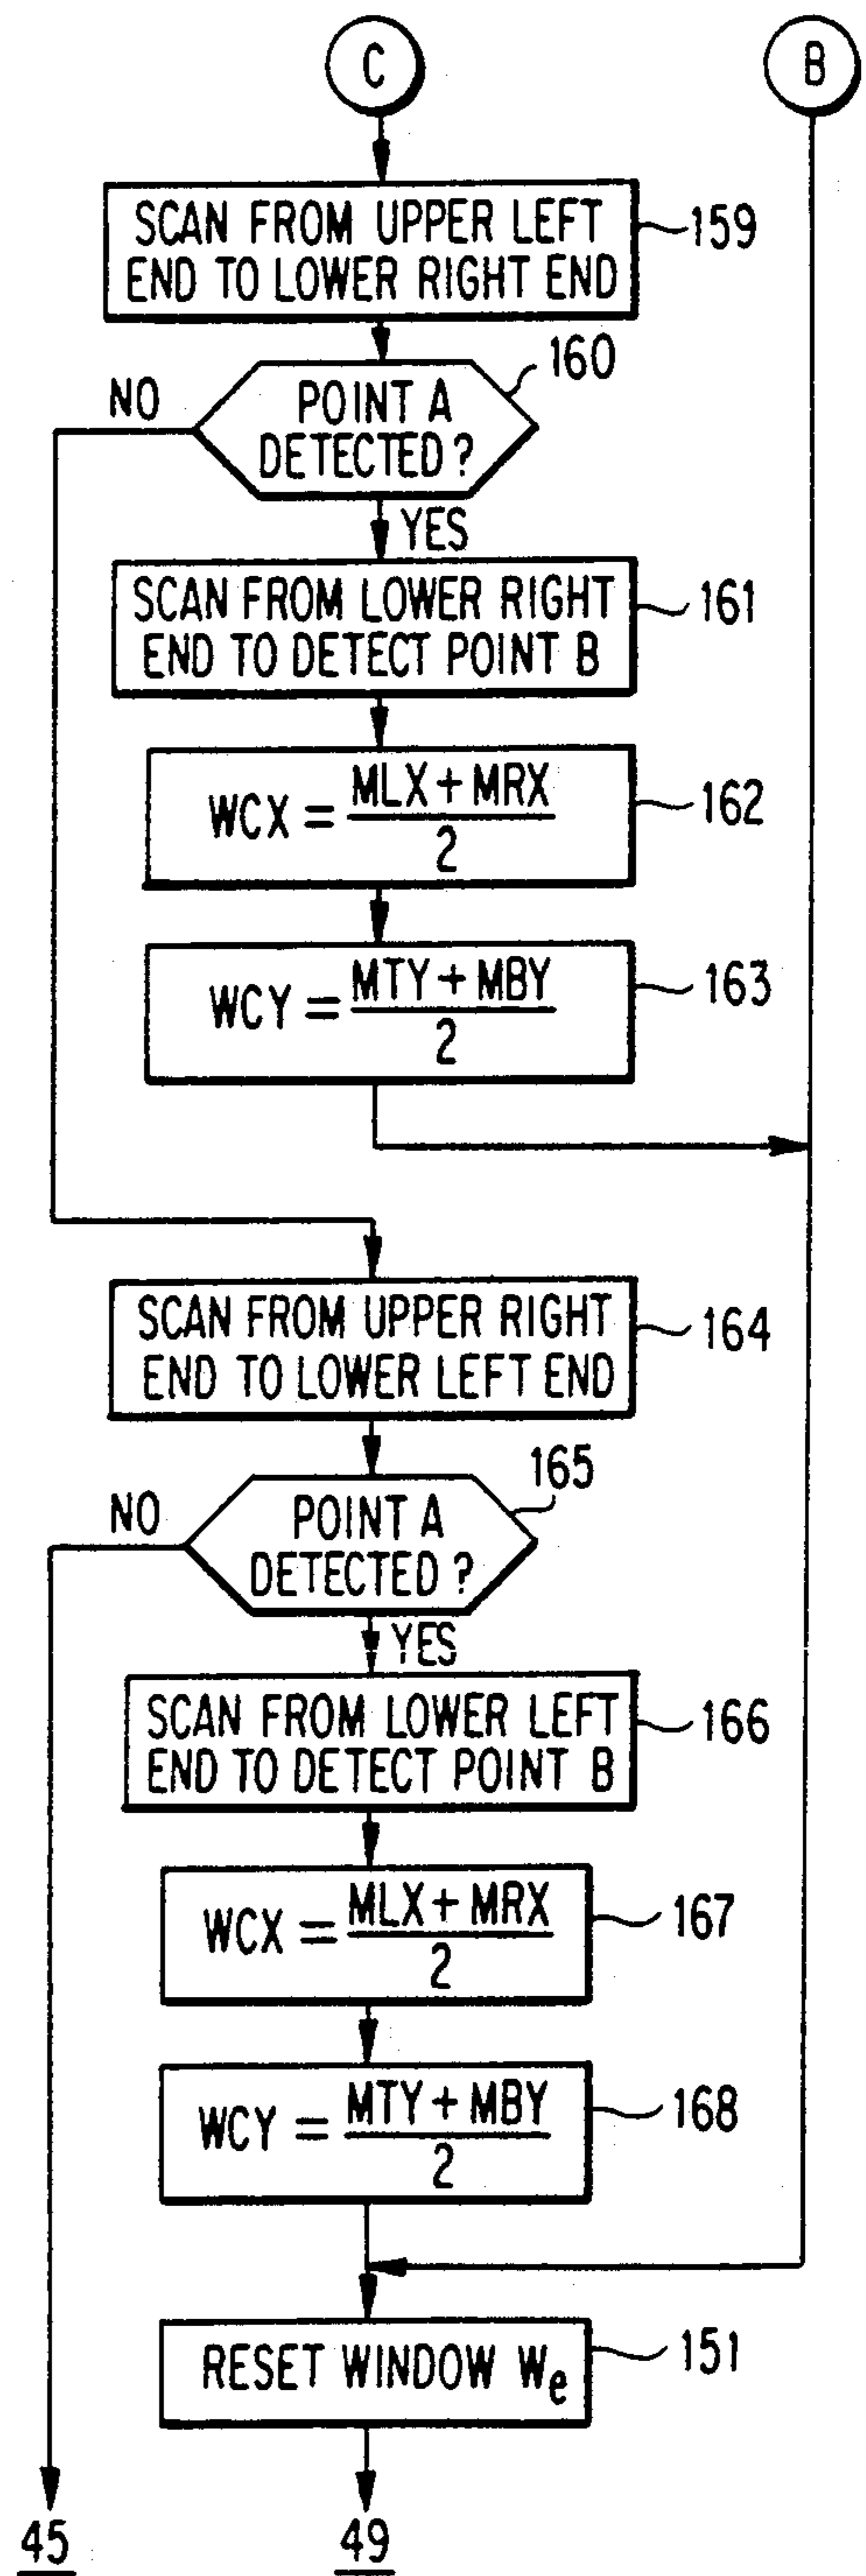 C
B
SCAN FROM UPPER LEFT
END TO LOWER RIGHT END
159
160
NO
POINT A
DETECTED?
YES
SCAN FROM LOWER RIGHT
END TO DETECT POINT B
161
WCX = MLX + MRX
2
162
WCY = MTY + MBY
2
163
SCAN FROM UPPER RIGHT
END TO LOWER LEFT END
164
165
NO
POINT A
DETECTED?
YES
SCAN FROM LOWER LEFT
END TO DETECT POINT B
166
WCX = MLX + MRX
2
167
WCY = MTY + MBY
2
168
RESET WINDOW We
151
45
49